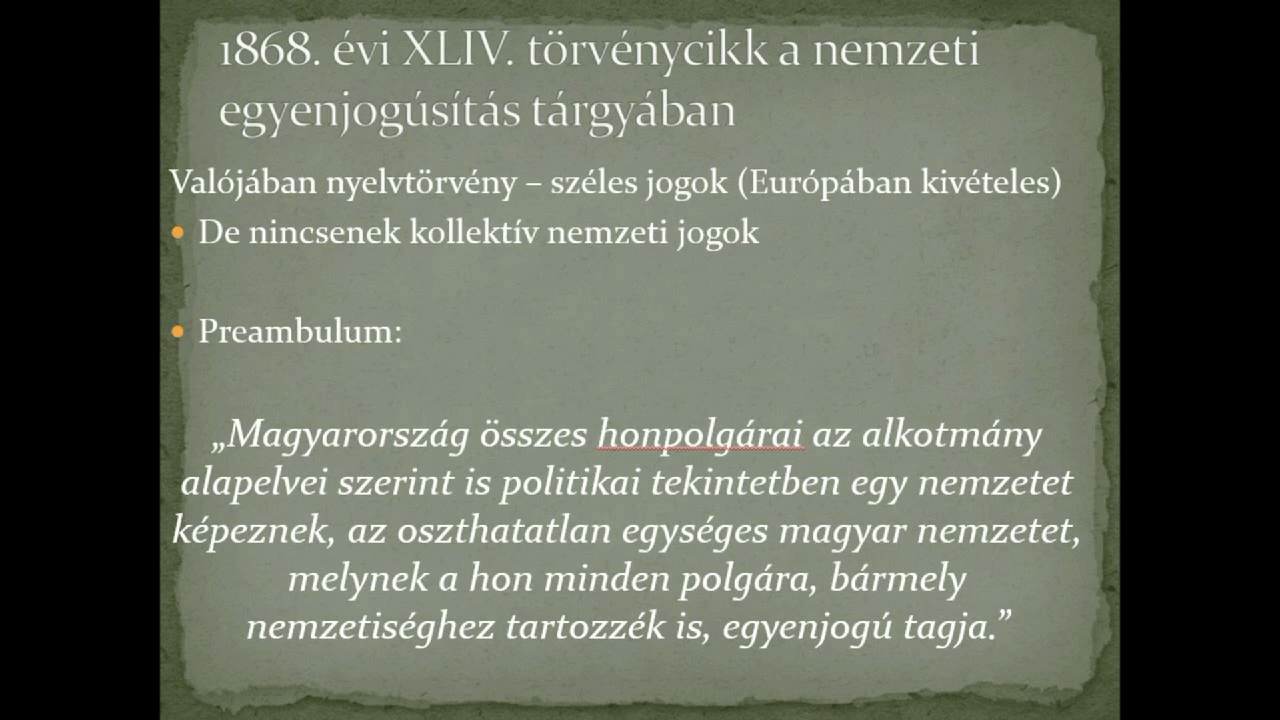 1868. évi XLIV. törvénycikk a nemzeti
egyenjogúsítás tárgyában
Valójában nyelvtörvény – széles jogok (Európában kivételes)
• De nincsenek kollektív nemzeti jogok
• Preambulum:
„Magyarország összes honpolgárai az alkotmány
alapelvei szerint is politikai tekintetben egy nemzetet
képeznek, az oszthatatlan egységes magyar nemzetet,
melynek a hon minden polgára, bármely
nemzetiséghez tartozzék is, egyenjogú tagja.”